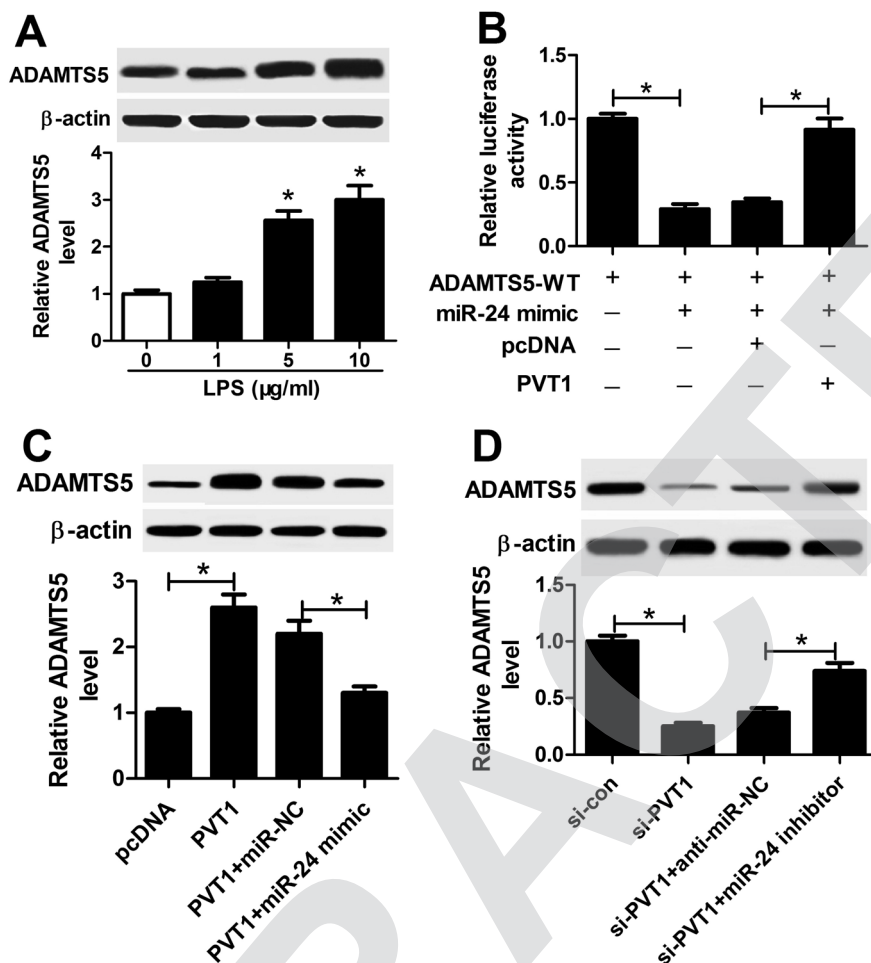 A
ADAMTS5
β-actin
Relative ADAMTS5
level
4
3
2
1
0
*
*
0 1 5 10
LPS (µg/ml)
B
Relative luciferase
activity
1.5
1.0
0.5
0.0
*
*
ADAMTS5-WT + + + +
miR-24 mimic – + + +
pcDNA – – + –
PVT1 – – – +
C
ADAMTS5
β-actin
Relative ADAMTS5
level
3
2
1
0
*
*
pcDNA
PVT1
PVT1+miR-NC
PVT1+miR-24 mimic
D
ADAMTS5
β-actin
Relative ADAMTS5
level
1.5
1.0
0.5
0.0
*
*
si-con
si-PVT1
si-PVT1+anti-miR-NC
si-PVT1+miR-24 inhibitor